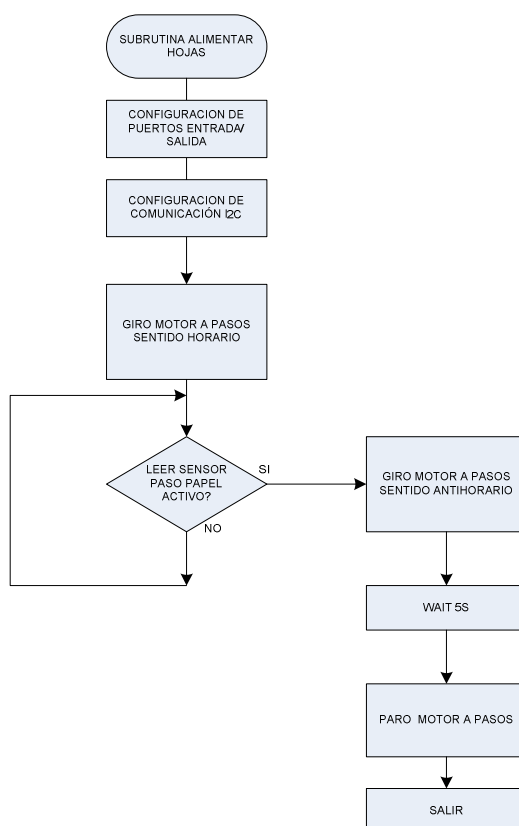 SUBRUTINA ALIMENTAR
HOJAS
CONFIGURACION DE
PUERTOS ENTRADA/
SALIDA
CONFIGURACION DE
COMUNICACIÓN I2C
GIRO MOTOR A PASOS
SENTIDO HORARIO
LEER SENSOR
PASO PAPEL
ACTIVO?
SI
NO
GIRO MOTOR A PASOS
SENTIDO ANTIHORARIO
WAIT 5S
PARO MOTOR A PASOS
SALIR